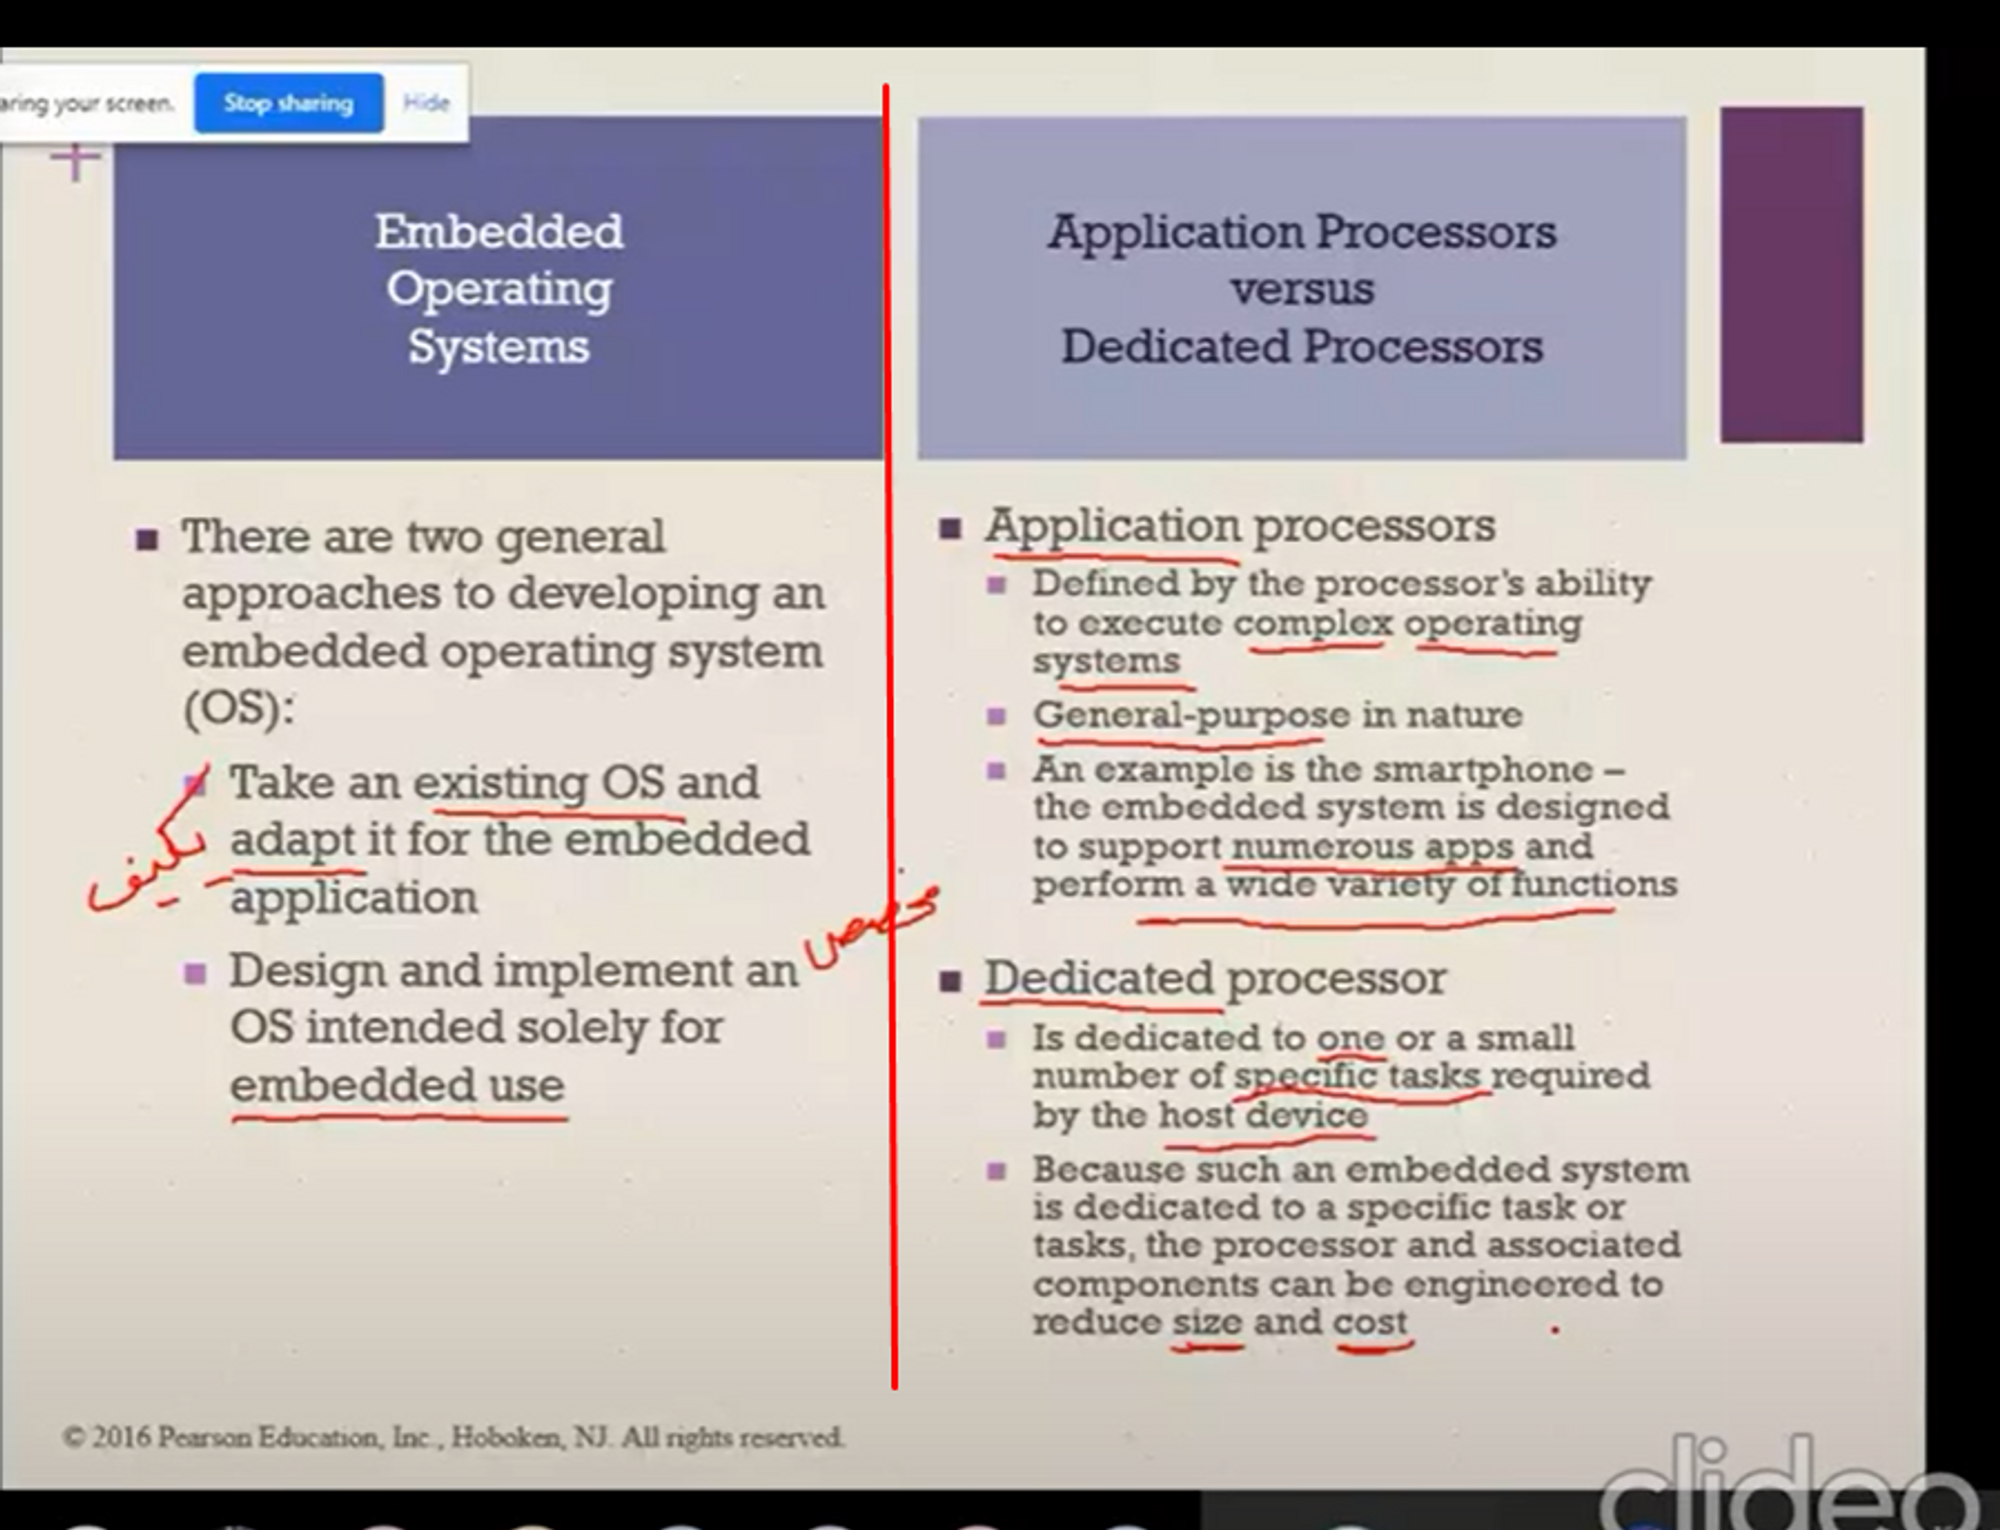 aring your screen.
Stop sharing
Hide
Embedded
Operating
Systems
There are two general
approaches to developing an
embedded operating system
(OS):
Take an existing OS and
adapt it for the embedded
application
تكيف
Design and implement an
OS intended solely for
embedded use
Application Processors
versus
Dedicated Processors
Application processors
Defined by the processor's ability
to execute complex operating
systems
General-purpose in nature
An example is the smartphone –
the embedded system is designed
to support numerous apps and
perform a wide variety of functions
مخصص
Dedicated processor
Is dedicated to one or a small
number of specific tasks required
by the host device
Because such an embedded system
is dedicated to a specific task or
tasks, the processor and associated
components can be engineered to
reduce size and cost
© 2016 Pearson Education, Inc., Hoboken, NJ. All rights reserved.
clideo